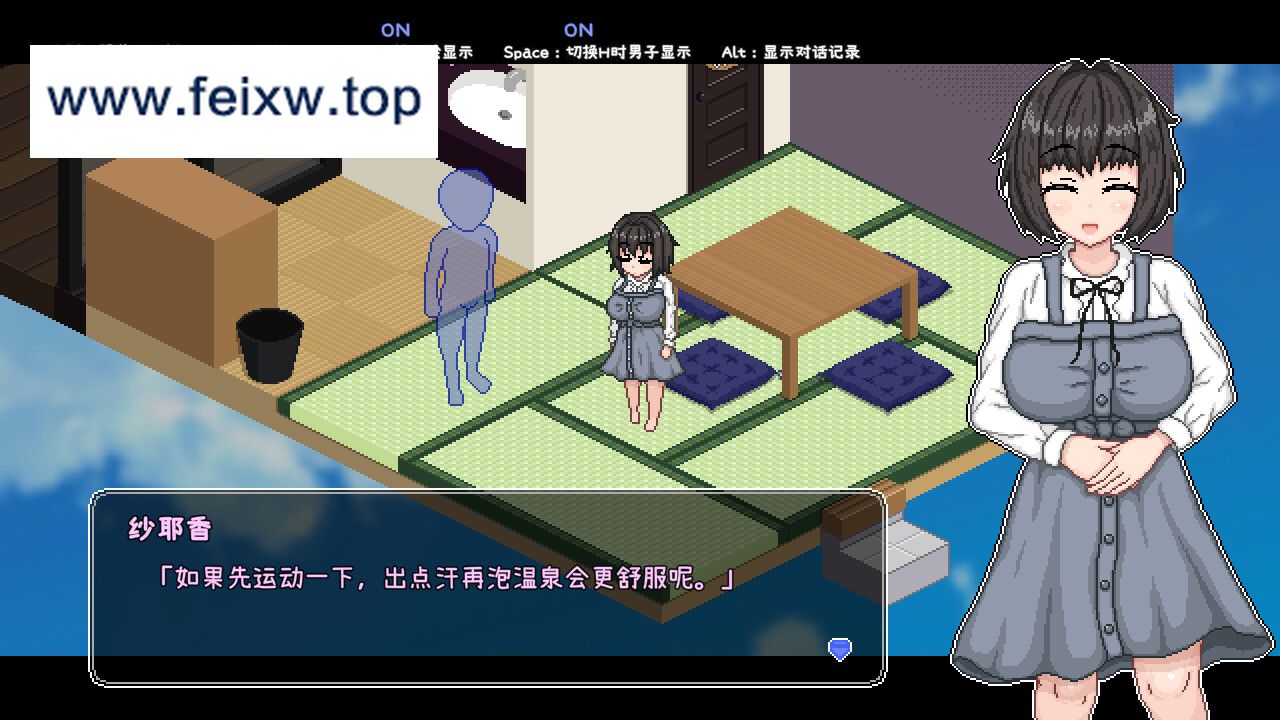 ON ON
显示 Space：切换H时男子显示 Alt：显示对话记录
www.feixw.top
纱耶香
「如果先运动一下，出点汗再泡温泉会更舒服呢。」